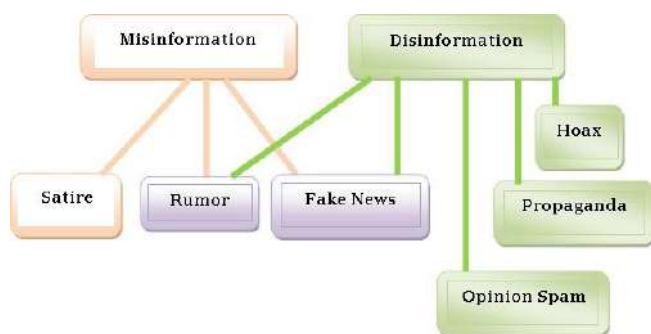 Misinformation
Disinformation
Hoax
Satire
Rumor
Fake News
Propaganda
Opinion Spam